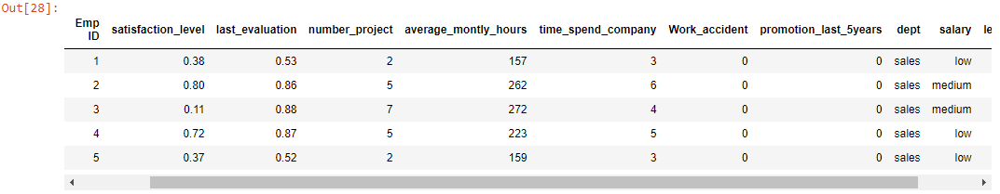 Out[28]:
Emp ID satisfaction_level last_evaluation number_project average_montly_hours time_spend_company Work_accident promotion_last_5years dept salary le
1 0.38 0.53 2 157 3 0 0 sales low
2 0.80 0.86 5 262 6 0 0 sales medium
3 0.11 0.88 7 272 4 0 0 sales medium
4 0.72 0.87 5 223 5 0 0 sales low
5 0.37 0.52 2 159 3 0 0 sales low